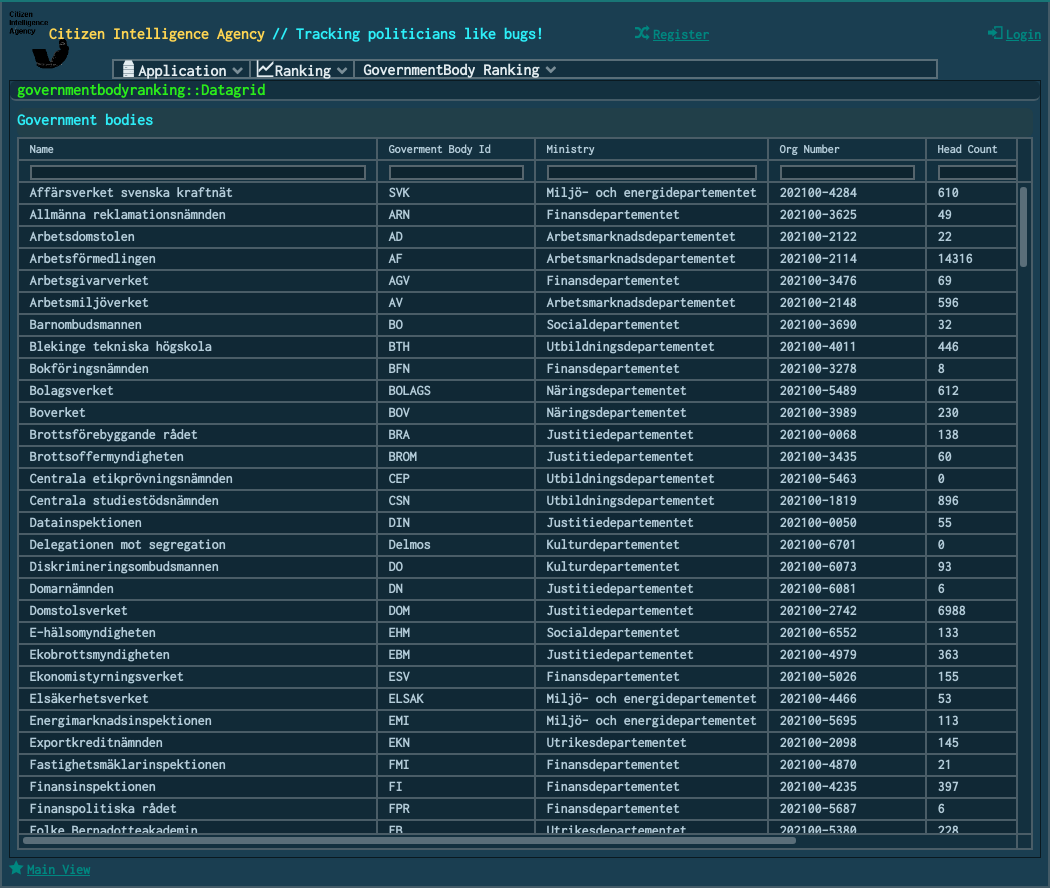 Citizen
Intelligence
Agency
Citizen Intelligence Agency // Tracking politicians like bugs!
Register
Login
Application Ranking GovernmentBody Ranking
governmentbodyranking::Datagrid
Government bodies
Name Goverment Body Id Ministry Org Number Head Count
Affärsverket svenska kraftnät SVK Miljö- och energidepartementet 202100-4284 610
Allmänna reklamationsnämnden ARN Finansdepartementet 202100-3625 49
Arbetsdomstolen AD Arbetsmarknadsdepartementet 202100-2122 22
Arbetsförmedlingen AF Arbetsmarknadsdepartementet 202100-2114 14316
Arbetsgivarverket AGV Finansdepartementet 202100-3476 69
Arbetsmiljöverket AV Arbetsmarknadsdepartementet 202100-2148 596
Barnombudsmannen BO Socialdepartementet 202100-3690 32
Blekinge tekniska högskola BTH Utbildningsdepartementet 202100-4011 446
Bokföringsnämnden BFN Finansdepartementet 202100-3278 8
Bolagsverket BOLAGS Näringsdepartementet 202100-5489 612
Boverket BOV Näringsdepartementet 202100-3989 230
Brottsförebyggande rådet BRA Justitiedepartementet 202100-0068 138
Brottsoffermyndigheten BROM Justitiedepartementet 202100-3435 60
Centrala etikprövningsnämnden CEP Utbildningsdepartementet 202100-5463 0
Centrala studiestödsnämnden CSN Utbildningsdepartementet 202100-1819 896
Datainspektionen DIN Justitiedepartementet 202100-0050 55
Delegationen mot segregation Delmos Kulturdepartementet 202100-6701 0
Diskrimineringsombudsmannen DO Kulturdepartementet 202100-6073 93
Domarnämnden DN Justitiedepartementet 202100-6081 6
Domstolsverket DOM Justitiedepartementet 202100-2742 6988
E-hälsomyndigheten EHM Socialdepartementet 202100-6552 133
Ekobrottsmyndigheten EBM Justitiedepartementet 202100-4979 363
Ekonomistyrningsverket ESV Finansdepartementet 202100-5026 155
Elsäkerhetsverket ELSAK Miljö- och energidepartementet 202100-4466 53
Energimarknadsinspektionen EMI Miljö- och energidepartementet 202100-5695 113
Exportkreditnämnden EKN Utrikesdepartementet 202100-2098 145
Fastighetsmäklarinspektionen FMI Finansdepartementet 202100-4870 21
Finansinspektionen FI Finansdepartementet 202100-4235 397
Finanspolitiska rådet FPR Finansdepartementet 202100-5687 6
Folke Bernadotteakademin FB Utrikesdepartementet 202100-5380 228
Main View